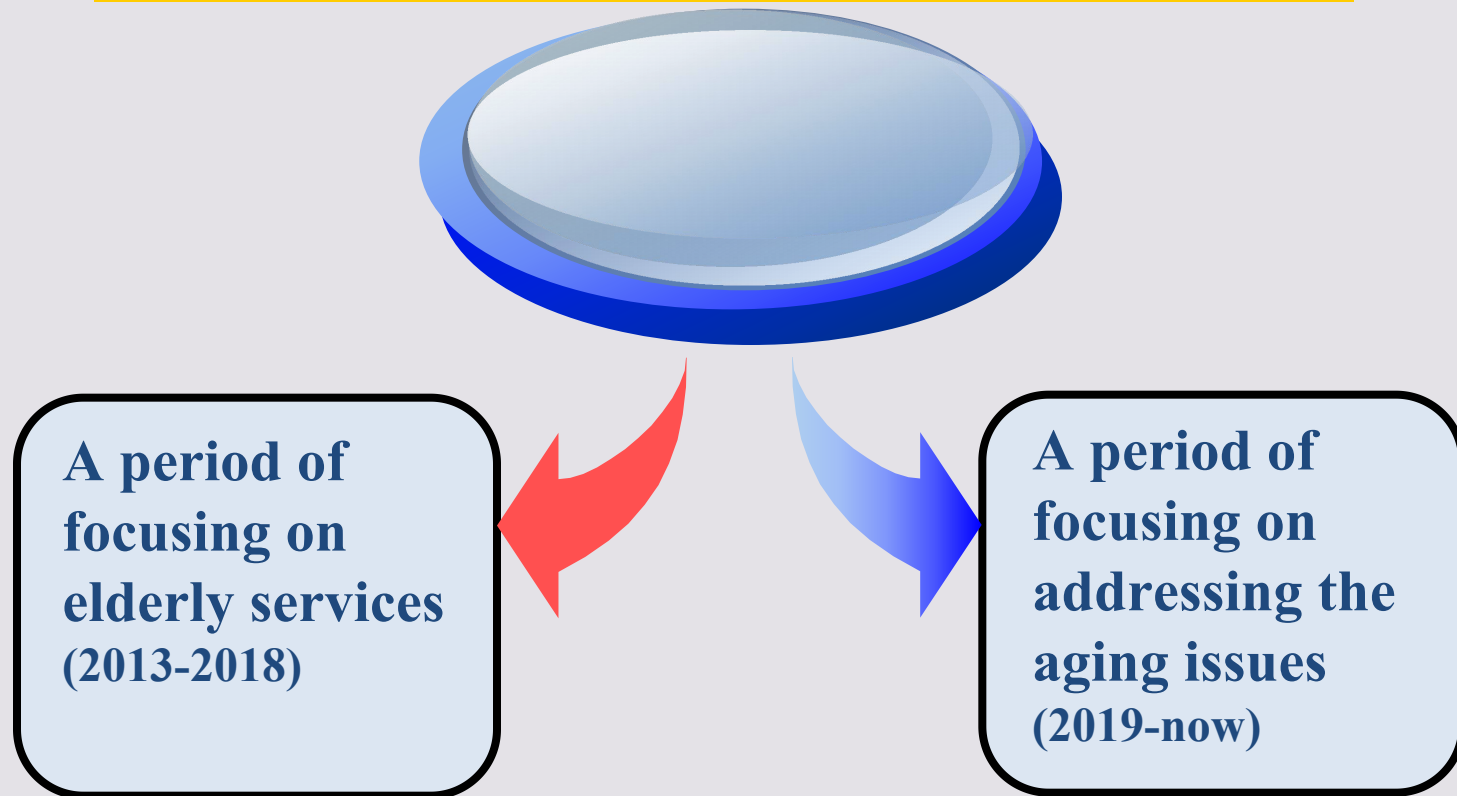 A period of
focusing on
elderly services
(2013-2018)
A period of
focusing on
addressing the
aging issues
(2019-now)